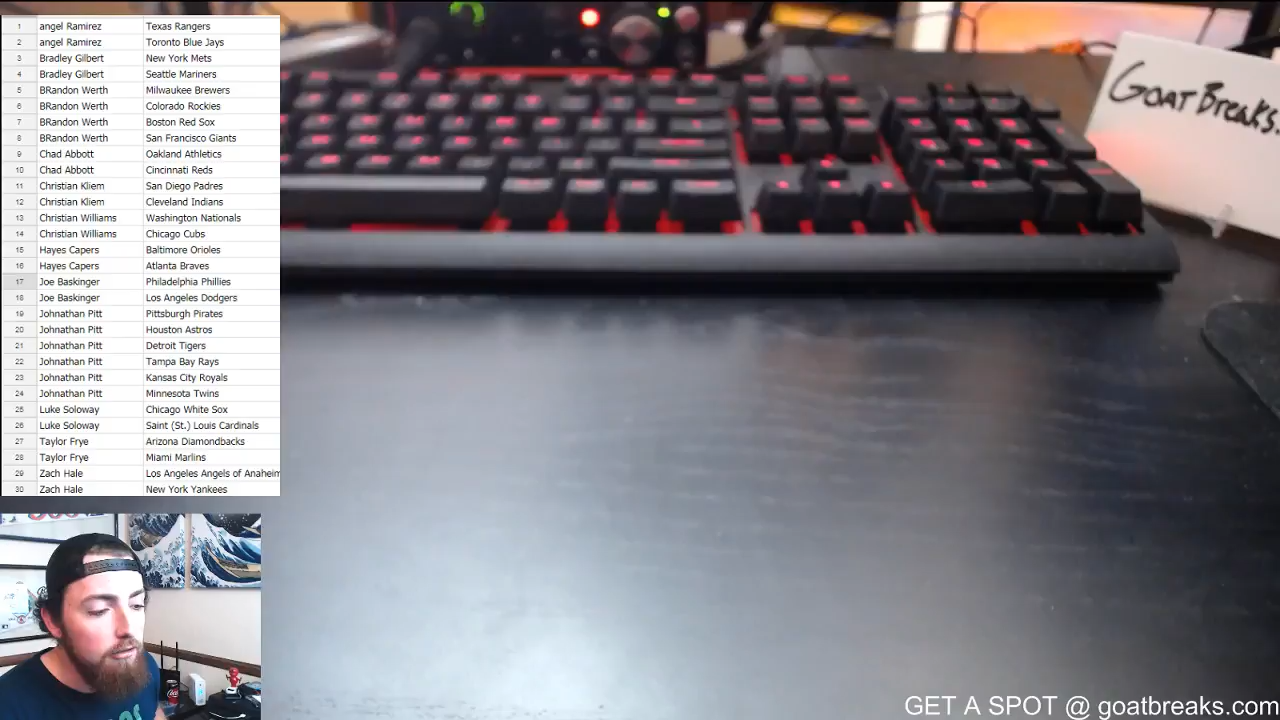 1 angel Ramirez Texas Rangers
2 angel Ramirez Toronto Blue Jays
3 Bradley Gilbert New York Mets
4 Bradley Gilbert Seattle Mariners
5 BRandon Werth Milwaukee Brewers
6 BRandon Werth Colorado Rockies
7 BRandon Werth Boston Red Sox
8 BRandon Werth San Francisco Giants
9 Chad Abbott Oakland Athletics
10 Chad Abbott Cincinnati Reds
11 Christian Kliem San Diego Padres
12 Christian Kliem Cleveland Indians
13 Christian Williams Washington Nationals
14 Christian Williams Chicago Cubs
15 Hayes Capers Baltimore Orioles
16 Hayes Capers Atlanta Braves
17 Joe Baskinger Philadelphia Phillies
18 Joe Baskinger Los Angeles Dodgers
19 Johnathan Pitt Pittsburgh Pirates
20 Johnathan Pitt Houston Astros
21 Johnathan Pitt Detroit Tigers
22 Johnathan Pitt Tampa Bay Rays
23 Johnathan Pitt Kansas City Royals
24 Johnathan Pitt Minnesota Twins
25 Luke Soloway Chicago White Sox
26 Luke Soloway Saint (St.) Louis Cardinals
27 Taylor Frye Arizona Diamondbacks
28 Taylor Frye Miami Marlins
29 Zach Hale Los Angeles Angels of Anaheim
30 Zach Hale New York Yankees
GOAT BREAKS.
GET A SPOT @ goatbreaks.com